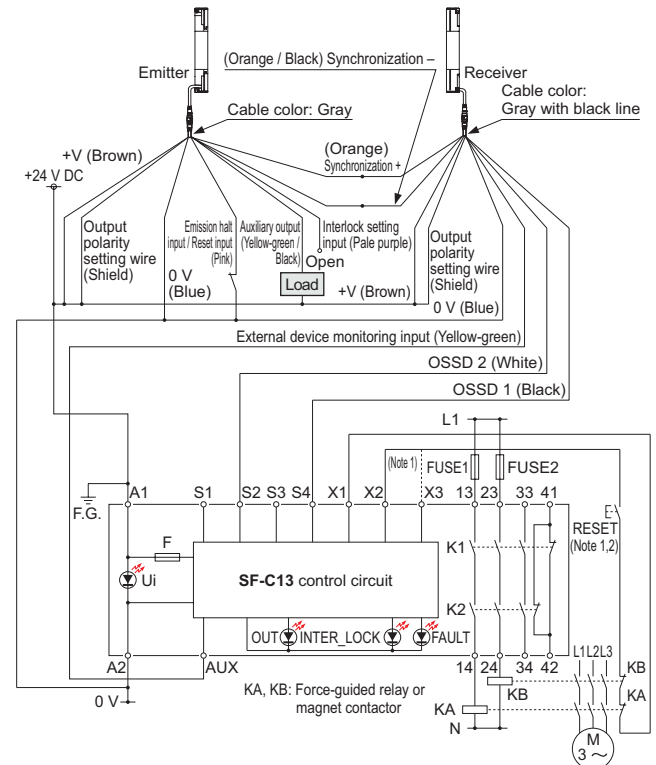 (Orange / Black) Synchronization –
Emitter
Receiver
Cable color: Gray
Cable color:
Gray with black line
+V (Brown)
+24 V DC
(Orange)
Synchronization +
Output
polarity
setting wire
(Shield)
0 V
(Blue)
Emission halt
input / Reset input
(Pink)
Auxiliary output
(Yellow-green /
Black)
Interlock setting
input (Pale purple)
Open
Load
+V (Brown)
Output
polarity
setting wire
(Shield)
0 V (Blue)
External device monitoring input (Yellow-green)
OSSD 2 (White)
OSSD 1 (Black)
L1
(Note 1)
FUSE1
FUSE2
F.G.
A1
S1
S2
S3
S4
X1
X2
X3
13
23
33
41
RESET
(Note 1,2)
F
K1
Ui
SF-C13 control circuit
K2
OUT
INTER_LOCK
FAULT
A2
AUX
14
24
34
42
L1
L2
L3
KB
KA
0 V
KA, KB: Force-guided relay or
magnet contactor
KB
KA
N
M
3 ~